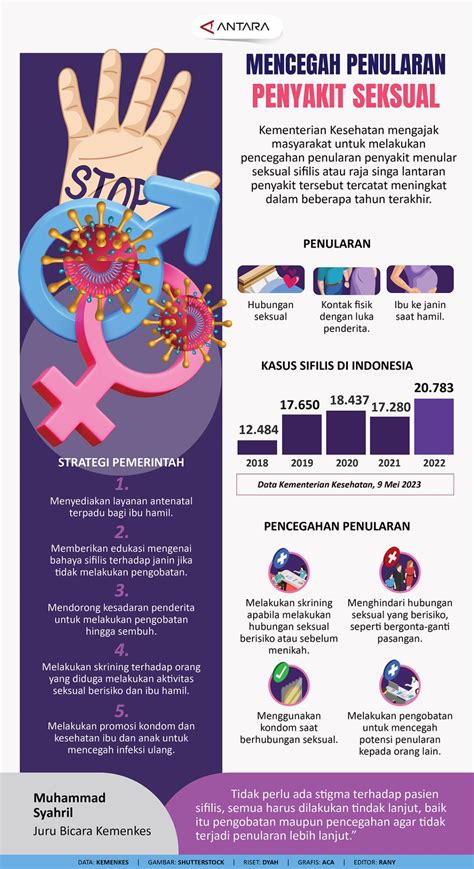 ANTARA
MENCEGAH PENULARAN
PENYAKIT SEKSUAL
Kementerian Kesehatan mengajak
masyarakat untuk melakukan
pencegahan penularan penyakit menular
seksual sifilis atau raja singa lantaran
penyakit tersebut tercatat meningkat
dalam beberapa tahun terakhir.
STOP
PENULARAN
Hubungan
seksual
Kontak fisik
dengan luka
penderita.
Ibu ke janin
saat hamil.
KASUS SIFILIS DI INDONESIA
12.484
17.650
18.437
17.280
20.783
2018
2019
2020
2021
2022
Data Kementerian Kesehatan, 9 Mei 2023
STRATEGI PEMERINTAH
1.
Menyediakan layanan antenatal
terpadu bagi ibu hamil.
2.
Memberikan edukasi mengenai
bahaya sifilis terhadap janin jika
tidak melakukan pengobatan.
3.
Mendorong kesadaran penderita
untuk melakukan pengobatan
hingga sembuh.
4.
Melakukan skrining terhadap orang
yang diduga melakukan aktivitas
seksual berisiko dan ibu hamil.
5.
Melakukan promosi kondom dan
kesehatan ibu dan anak untuk
mencegah infeksi ulang.
PENCEGAHAN PENULARAN
Melakukan skrining
apabila melakukan
hubungan seksual
berisiko atau sebelum
menikah.
Menghindari hubungan
seksual yang berisiko,
seperti bergonta-ganti
pasangan.
Menggunakan
kondom saat
berhubungan seksual.
Melakukan pengobatan
untuk mencegah
potensi penularan
kepada orang lain.
Muhammad
Syahril
Juru Bicara Kemenkes
Tidak perlu ada stigma terhadap pasien
sifilis, semua harus dilakukan tindak lanjut, baik
itu pengobatan maupun pencegahan agar tidak
terjadi penularan lebih lanjut.”
DATA: KEMENKES | GAMBAR: SHUTTERSTOCK | RISET: DYAH | GRAFIS: ACA | EDITOR: RANY